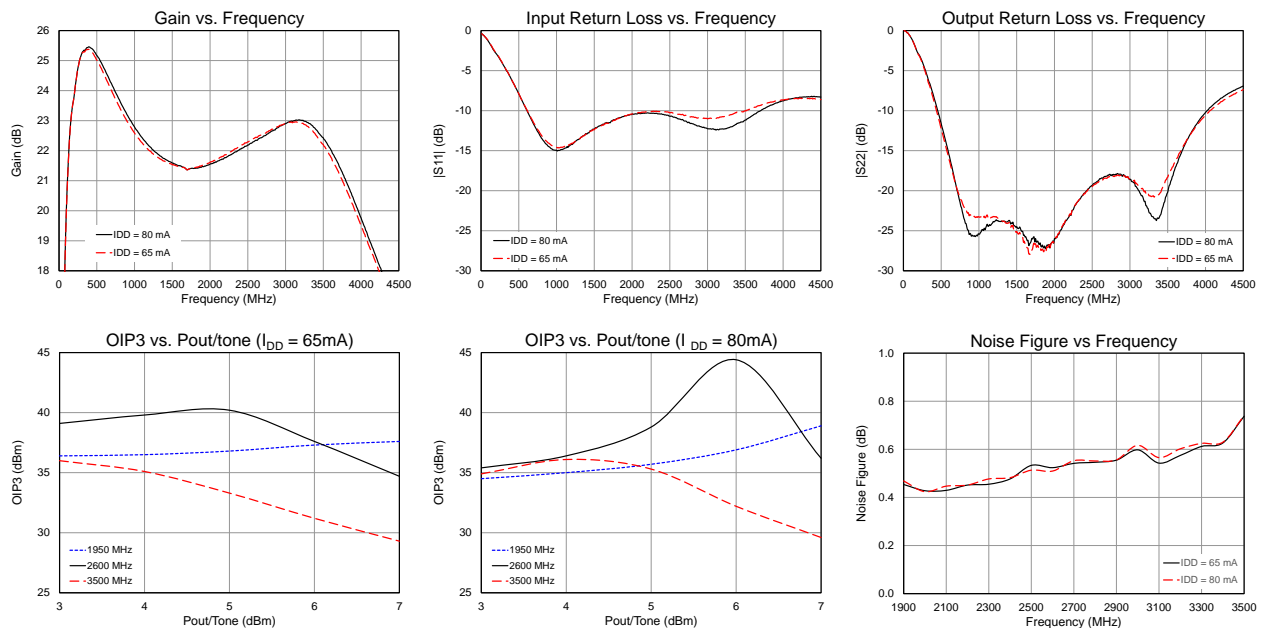 Gain vs. Frequency
26
25
24
23
22
21
20
19
18
Gain (dB)
IDD = 80 mA
IDD = 65 mA
0 500 1000 1500 2000 2500 3000 3500 4000 4500
Frequency (MHz)
Input Return Loss vs. Frequency
0
-5
-10
-15
-20
-25
-30
|S11| (dB)
IDD = 80 mA
IDD = 65 mA
0 500 1000 1500 2000 2500 3000 3500 4000 4500
Frequency (MHz)
Output Return Loss vs. Frequency
0
-5
-10
-15
-20
-25
-30
|S22| (dB)
IDD = 80 mA
IDD = 65 mA
0 500 1000 1500 2000 2500 3000 3500 4000 4500
Frequency (MHz)
OIP3 vs. Pout/tone (IDD = 65mA)
45
40
35
30
25
OIP3 (dBm)
1950 MHz
2600 MHz
3500 MHz
3 4 5 6 7
Pout/Tone (dBm)
OIP3 vs. Pout/tone (I DD = 80mA)
45
40
35
30
25
OIP3 (dBm)
1950 MHz
2600 MHz
3500 MHz
3 4 5 6 7
Pout/Tone (dBm)
Noise Figure vs Frequency
1.0
0.8
0.6
0.4
0.2
0.0
Noise Figure (dB)
IDD = 65 mA
IDD = 80 mA
1900 2100 2300 2500 2700 2900 3100 3300 3500
Frequency (MHz)